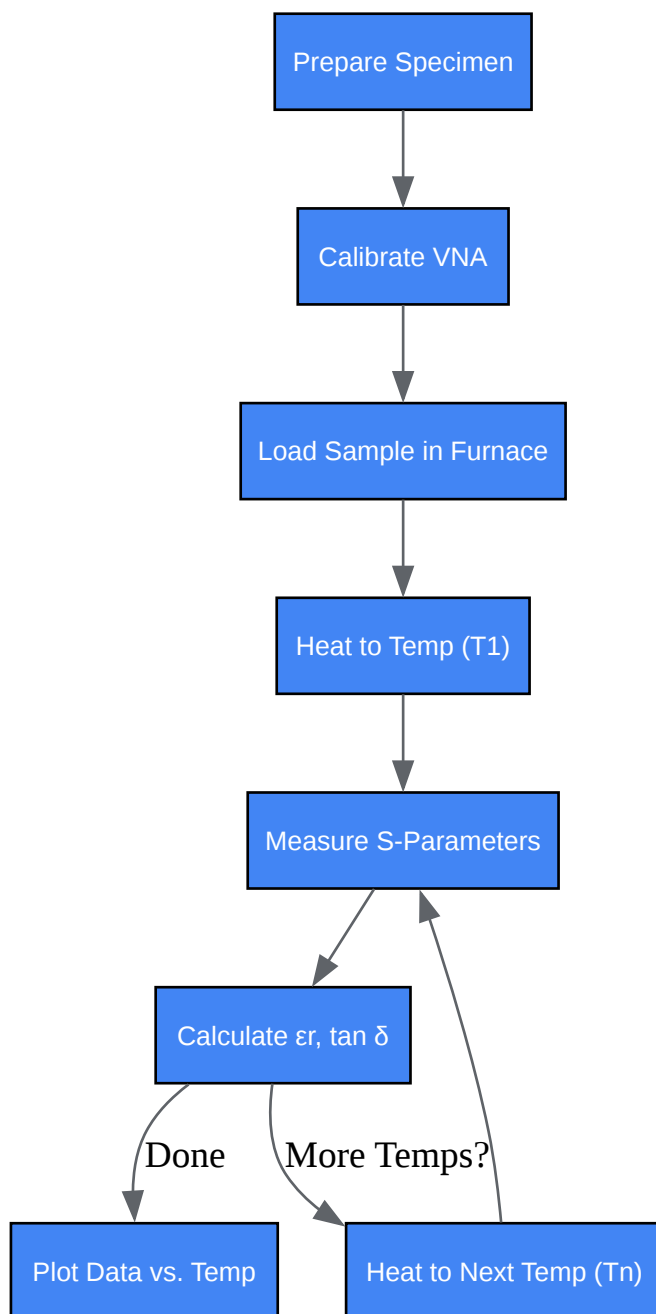 Prepare Specimen
Calibrate VNA
Load Sample in Furnace
Heat to Temp (T1)
Measure S-Parameters
Calculate εr, tan δ
Done
More Temps?
Plot Data vs. Temp
Heat to Next Temp (Tn)